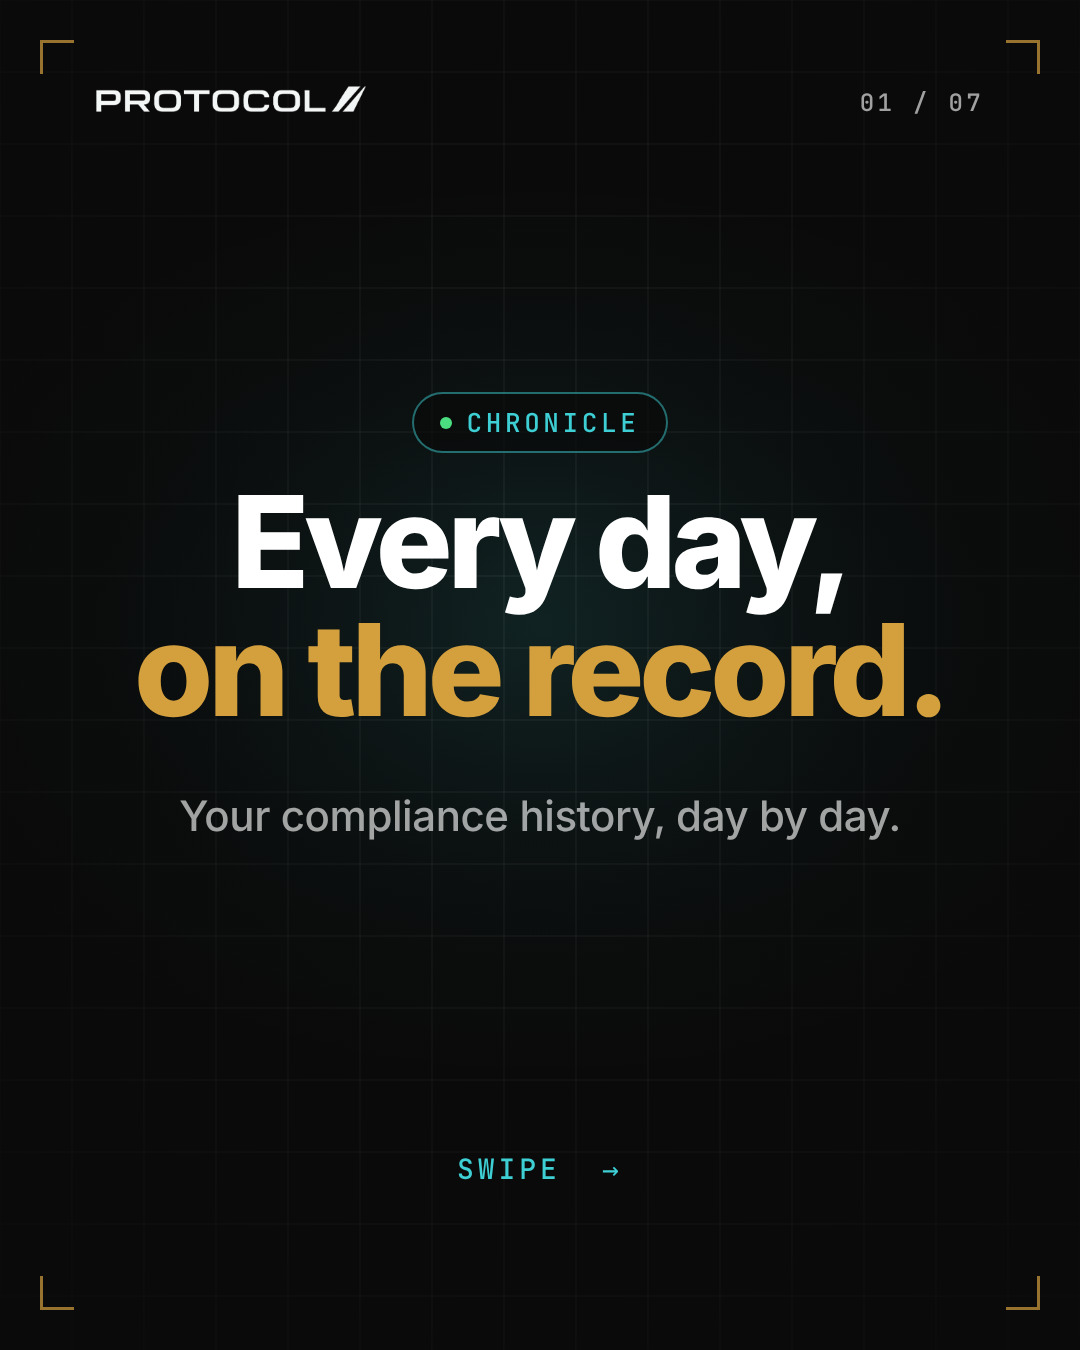 PROTOCOL
01 / 07
CHRONICLE
Every day,
on the record.
Your compliance history, day by day.
SWIPE →